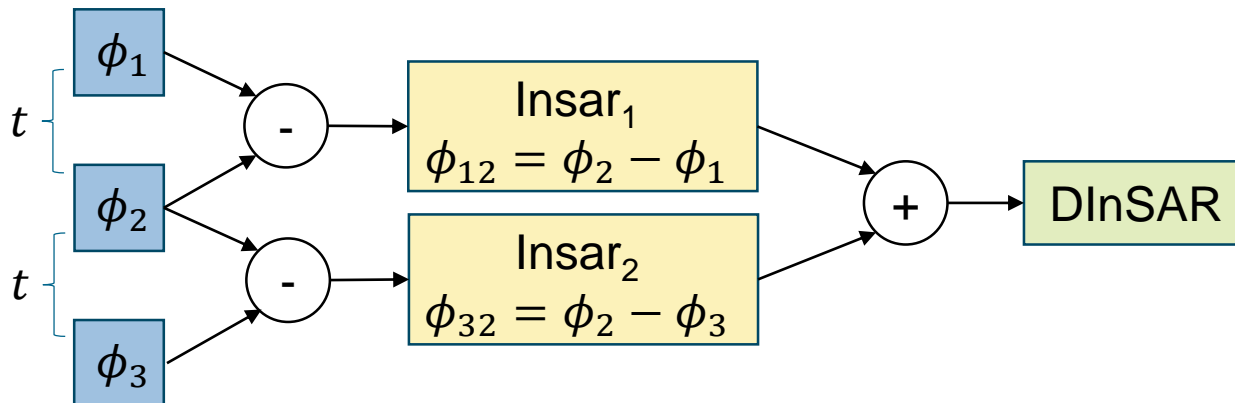 ϕ₁
t
-
Insar₁
ϕ₁₂ = ϕ₂ − ϕ₁
ϕ₂
+
DInSAR
t
-
Insar₂
ϕ₃₂ = ϕ₂ − ϕ₃
ϕ₃